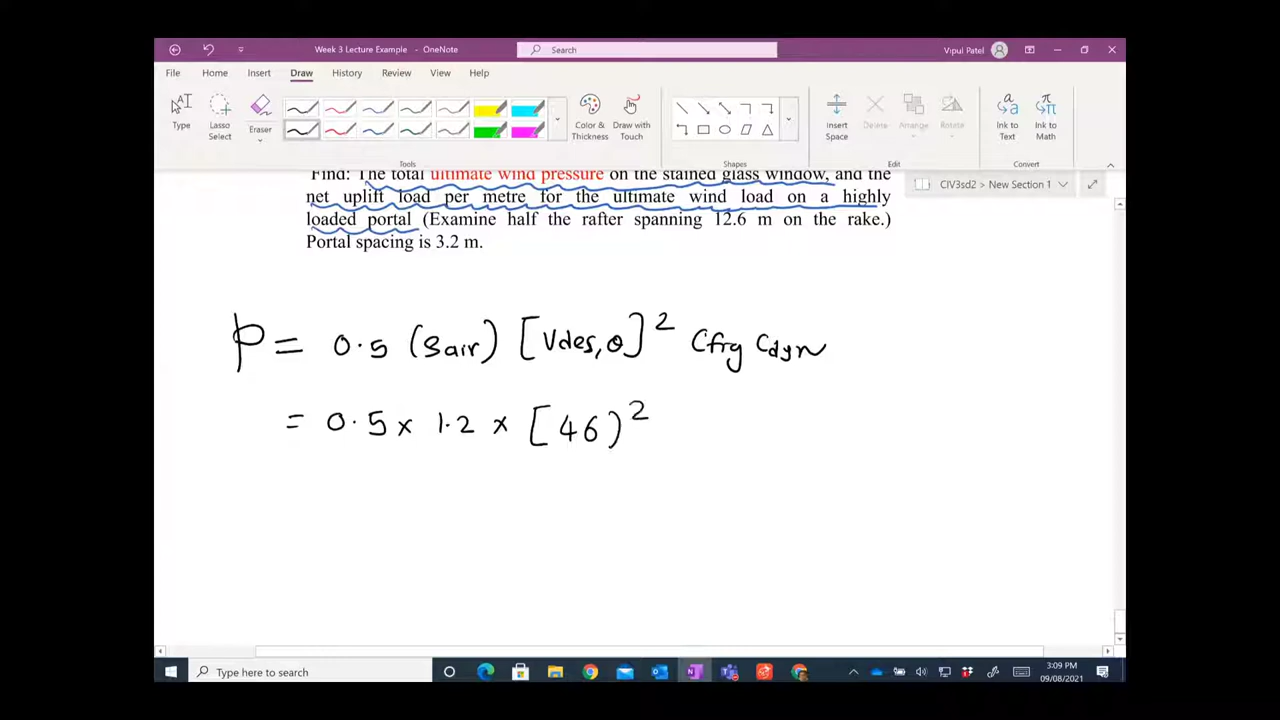 Week 3 Lecture Example - OneNote
Search
Vipul Patel
File Home Insert Draw History Review View Help
Type
Lasso Select
Eraser
Color & Thickness
Draw with Touch
Insert Space
Delete
Arrange
Rotate
Ink to Text
Ink to Math
Tools
Shapes
Edit
Convert
CIV3sd2 > New Section 1
Find: The total ultimate wind pressure on the stained glass window, and the
net uplift load per metre for the ultimate wind load on a highly
loaded portal (Examine half the rafter spanning 12.6 m on the rake.)
Portal spacing is 3.2 m.
p = 0.5 (ρair) [Vdes,θ]² Cfig Cdyn
= 0.5 x 1.2 x [46)²
Type here to search
3:09 PM
09/08/2021